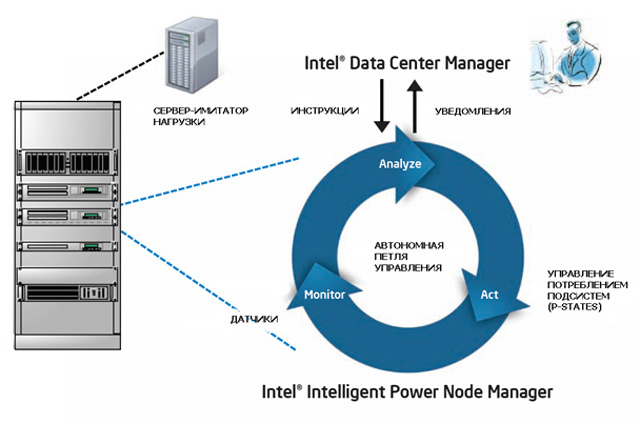 Intel® Data Center Manager
СЕРВЕР-ИМИТАТОР
НАГРУЗКИ
ИНСТРУКЦИИ
УВЕДОМЛЕНИЯ
Analyze
АВТОНОМНАЯ
ПЕТЛЯ
УПРАВЛЕНИЯ
Monitor
Act
УПРАВЛЕНИЕ
ПОТРЕБЛЕНИЕМ
ПОДСИСТЕМ
(P-STATES)
ДАТЧИКИ
Intel® Intelligent Power Node Manager